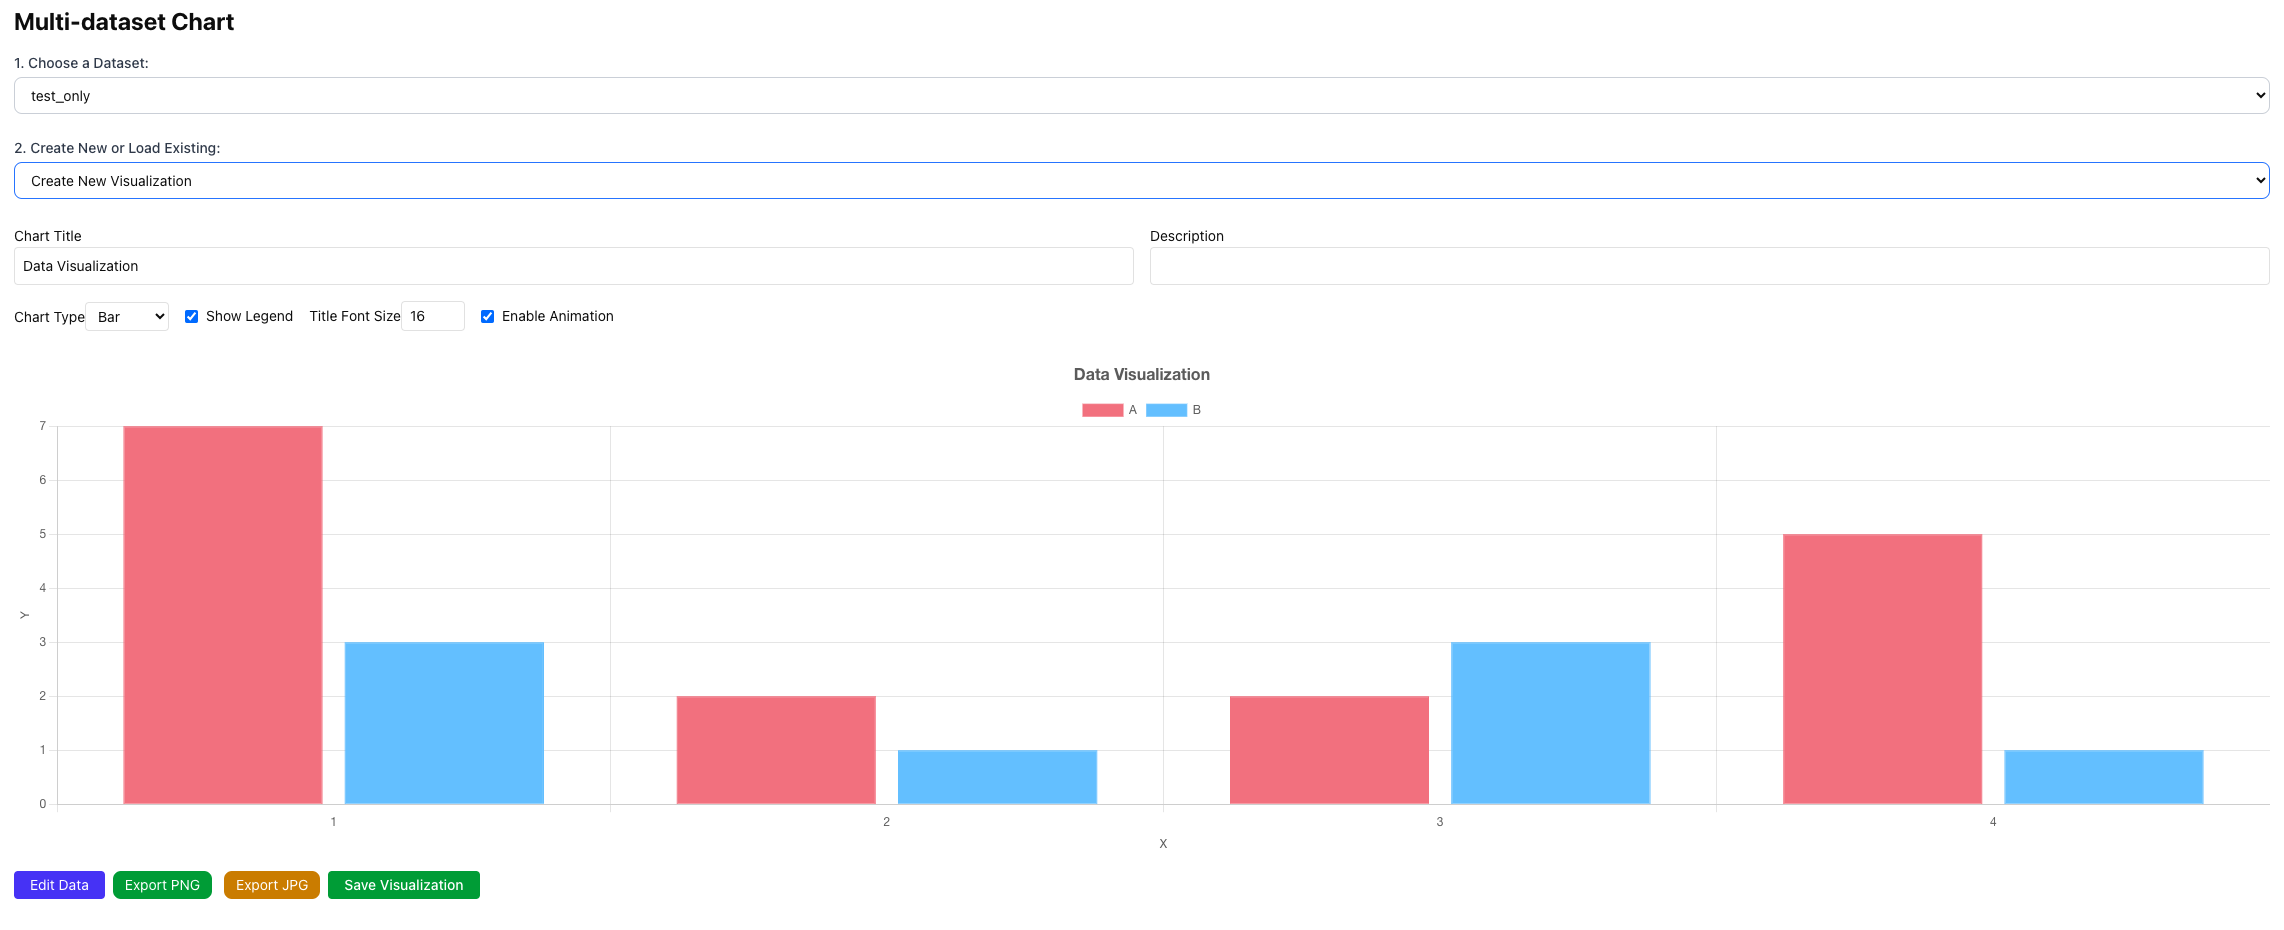 Multi-dataset Chart
1. Choose a Dataset:
test_only
2. Create New or Load Existing:
Create New Visualization
Chart Title
Description
Data Visualization
Chart Type Bar Show Legend Title Font Size 16 Enable Animation
Data Visualization
A B
7
6
5
4
Y
3
2
1
0
1 2 3 4
X
Edit Data Export PNG Export JPG Save Visualization